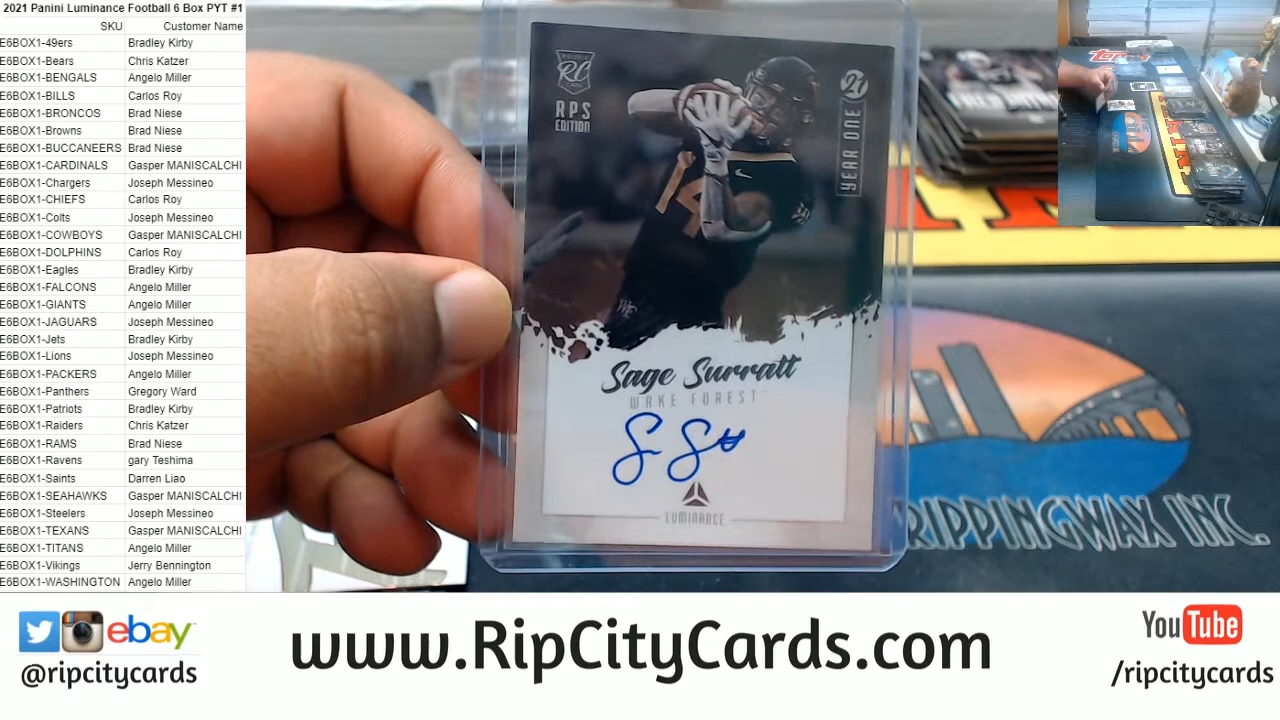 2021 Panini Luminance Football 6 Box PYT #1
SKU Customer Name
E6BOX1-49ers Bradley Kirby
E6BOX1-Bears Chris Katzer
E6BOX1-BENGALS Angelo Miller
E6BOX1-BILLS Carlos Roy
E6BOX1-BRONCOS Brad Niese
E6BOX1-Browns Brad Niese
E6BOX1-BUCCANEERS Brad Niese
E6BOX1-CARDINALS Gasper MANISCALCHI
E6BOX1-Chargers Joseph Messineo
E6BOX1-CHIEFS Carlos Roy
E6BOX1-Colts Joseph Messineo
E6BOX1-COWBOYS Gasper MANISCALCHI
E6BOX1-DOLPHINS Carlos Roy
E6BOX1-Eagles Bradley Kirby
E6BOX1-FALCONS Angelo Miller
E6BOX1-GIANTS Angelo Miller
E6BOX1-JAGUARS Joseph Messineo
E6BOX1-Jets Bradley Kirby
E6BOX1-Lions Joseph Messineo
E6BOX1-PACKERS Angelo Miller
E6BOX1-Panthers Gregory Ward
E6BOX1-Patriots Bradley Kirby
E6BOX1-Raiders Chris Katzer
E6BOX1-RAMS Brad Niese
E6BOX1-Ravens gary Teshima
E6BOX1-Saints Darren Liao
E6BOX1-SEAHAWKS Gasper MANISCALCHI
E6BOX1-Steelers Joseph Messineo
E6BOX1-TEXANS Gasper MANISCALCHI
E6BOX1-TITANS Angelo Miller
E6BOX1-Vikings Jerry Bennington
E6BOX1-WASHINGTON Angelo Miller
RC
RPS
EDITION
YEAR ONE
14
WF
Sage Surratt
WAKE FOREST
LUMINANCE
RIPPINGWAX INC.
Topps
ebay
@ripcitycards
www.RipCityCards.com
YouTube
/ripcitycards